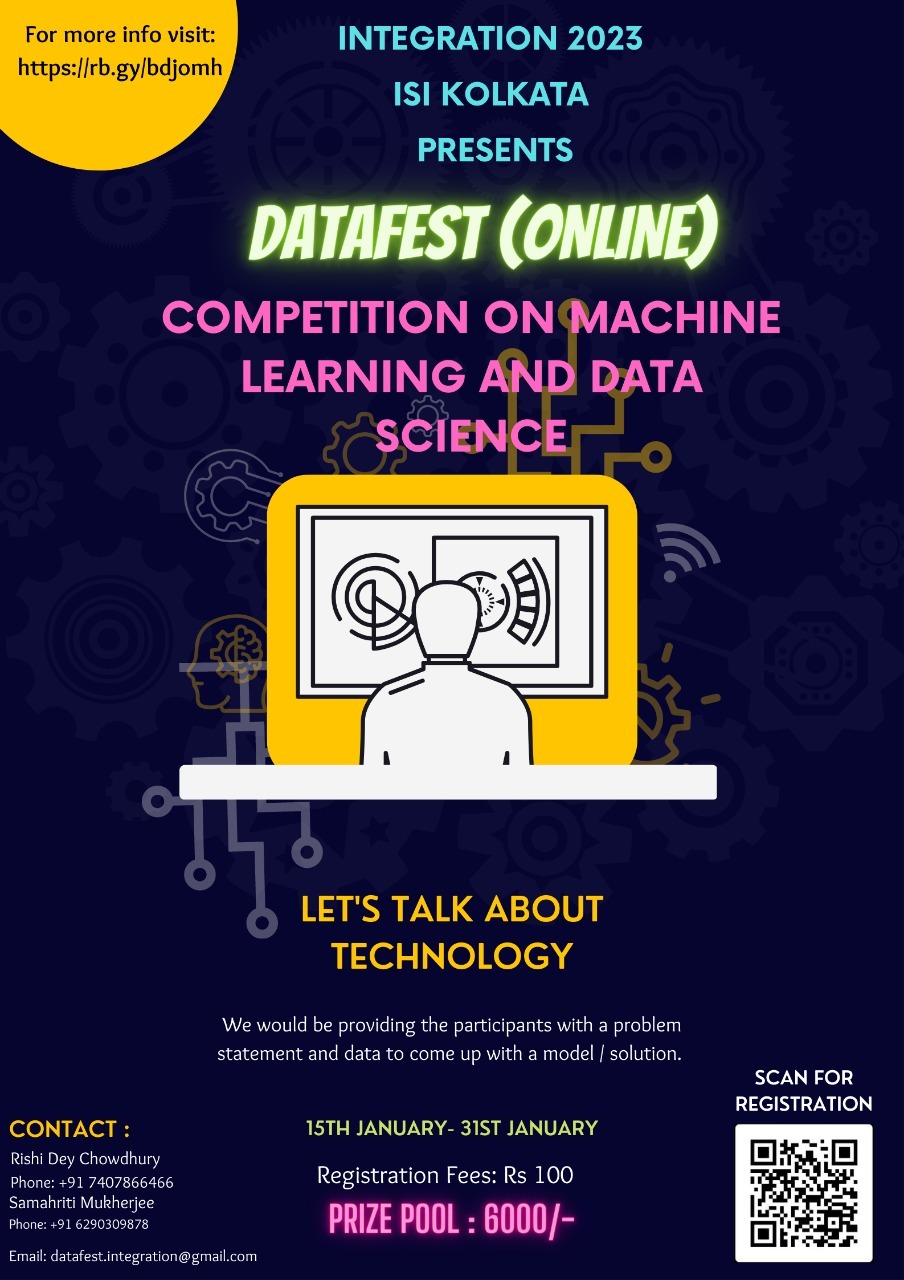 For more info visit:
https://rb.gy/bdjomh
INTEGRATION 2023
ISI KOLKATA
PRESENTS
DATAFEST (ONLINE)
COMPETITION ON MACHINE
LEARNING AND DATA
SCIENCE
LET'S TALK ABOUT
TECHNOLOGY
We would be providing the participants with a problem
statement and data to come up with a model / solution.
SCAN FOR
REGISTRATION
CONTACT :
Rishi Dey Chowdhury
Phone: +91 7407866466
Samahriti Mukherjee
Phone: +91 6290309878
Email: datafest.integration@gmail.com
15TH JANUARY- 31ST JANUARY
Registration Fees: Rs 100
PRIZE POOL : 6000/-